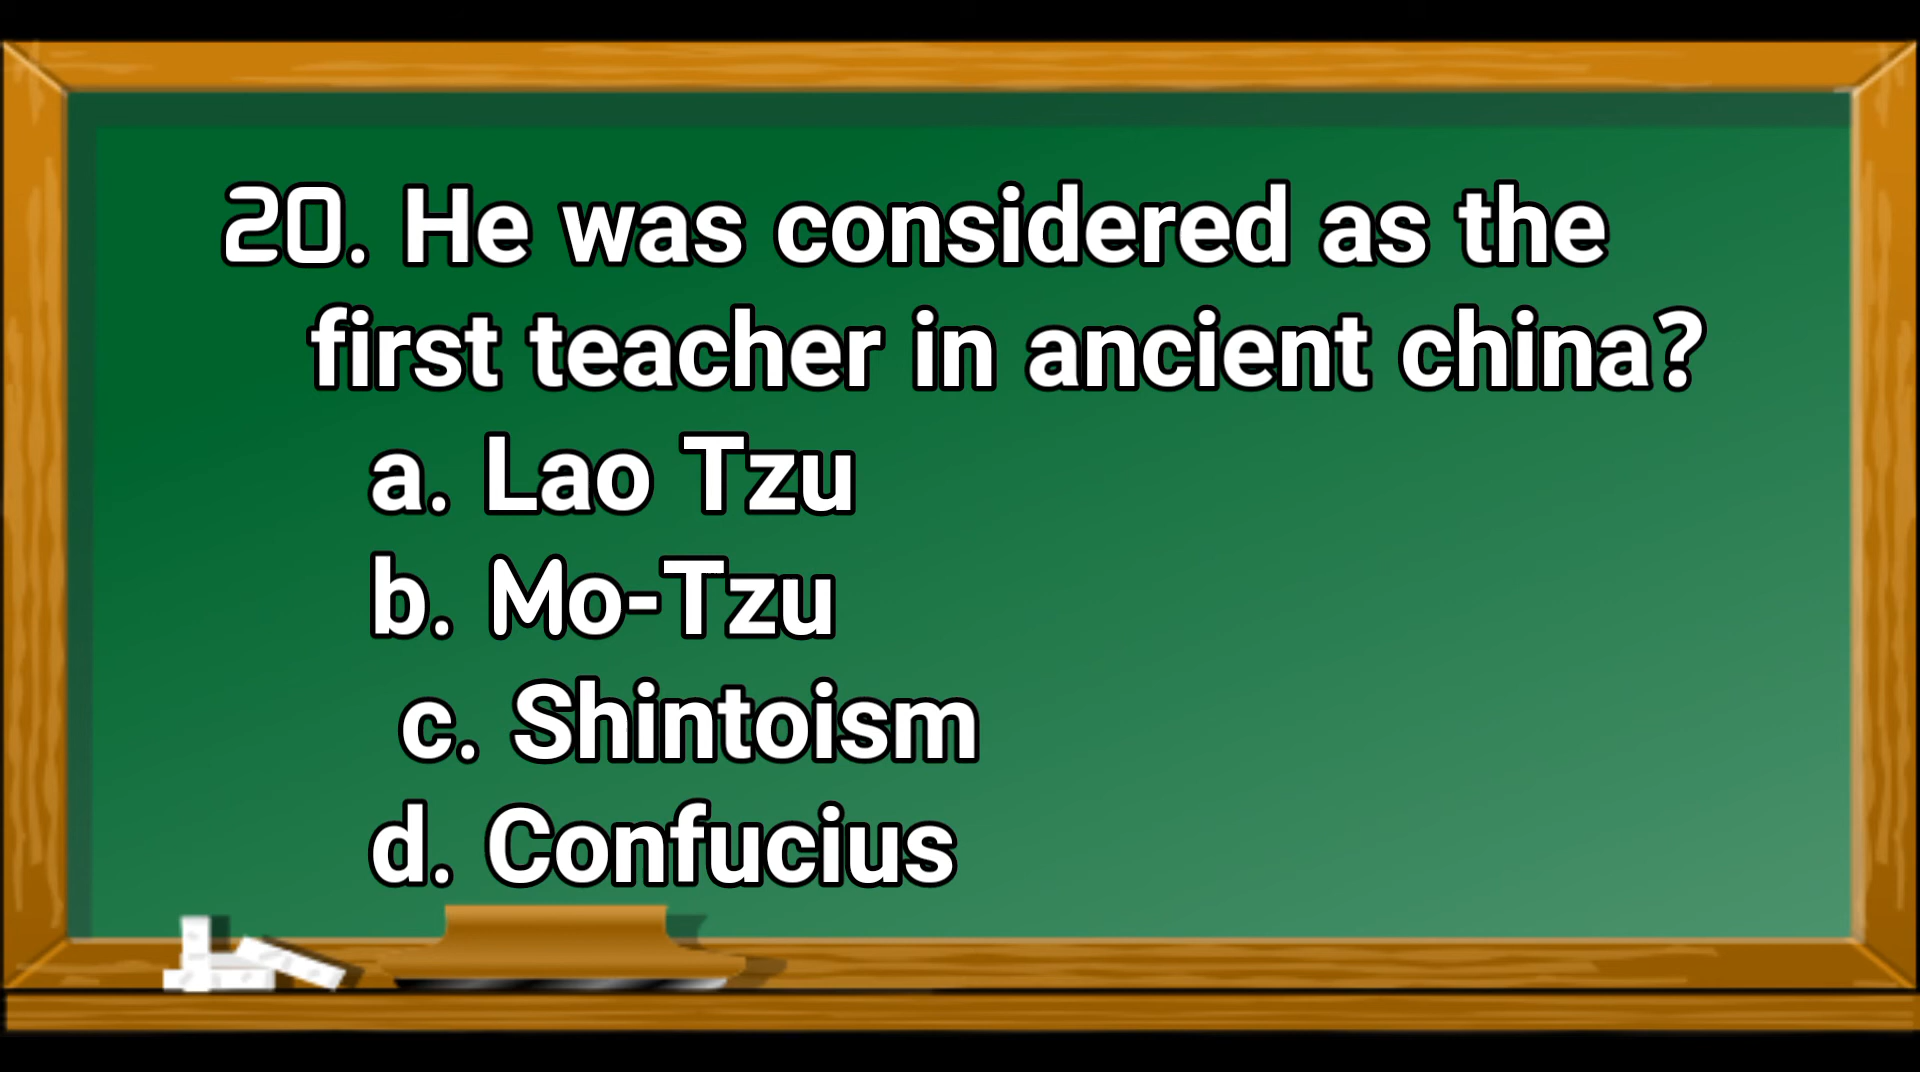 20. He was considered as the
first teacher in ancient china?
a. Lao Tzu
b. Mo-Tzu
c. Shintoism
d. Confucius